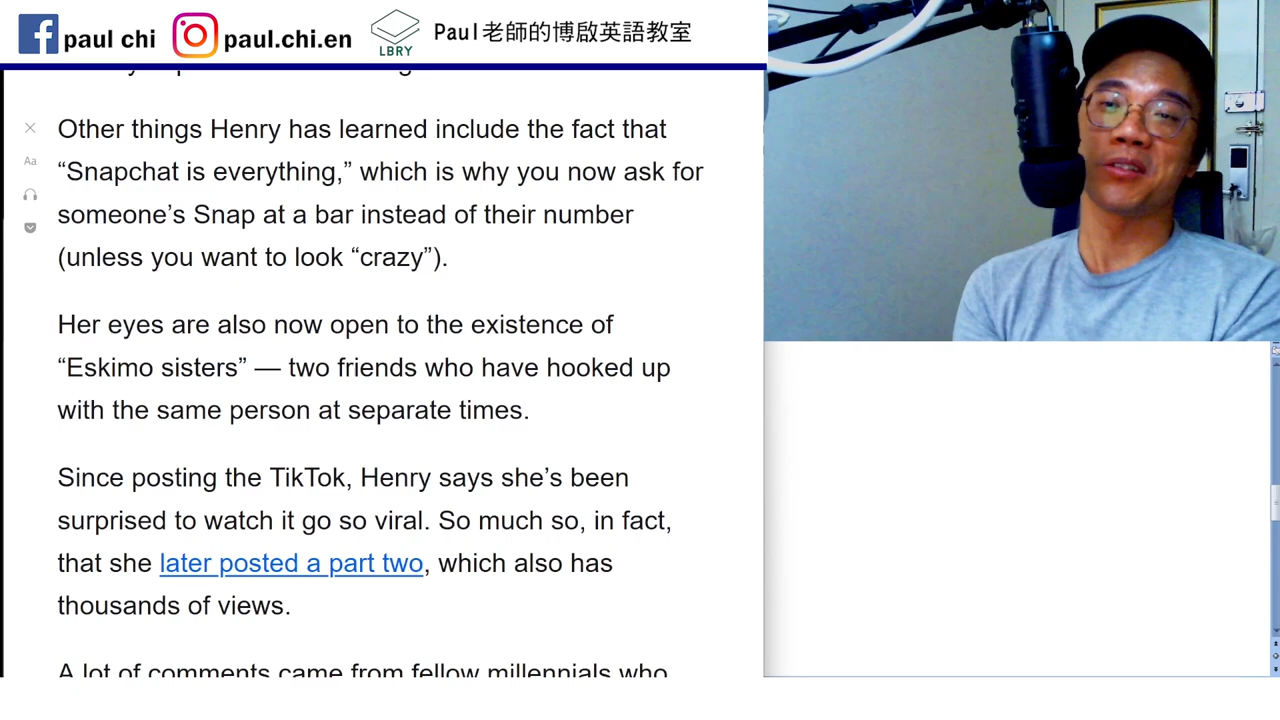 paul chi
paul.chi.en
LBRY
Paul老師的博啟英語教室
Other things Henry has learned include the fact that
“Snapchat is everything,” which is why you now ask for
someone’s Snap at a bar instead of their number
(unless you want to look “crazy”).
Aa
Her eyes are also now open to the existence of
“Eskimo sisters” — two friends who have hooked up
with the same person at separate times.
Since posting the TikTok, Henry says she’s been
surprised to watch it go so viral. So much so, in fact,
that she later posted a part two, which also has
thousands of views.
A lot of comments came from fellow millennials who